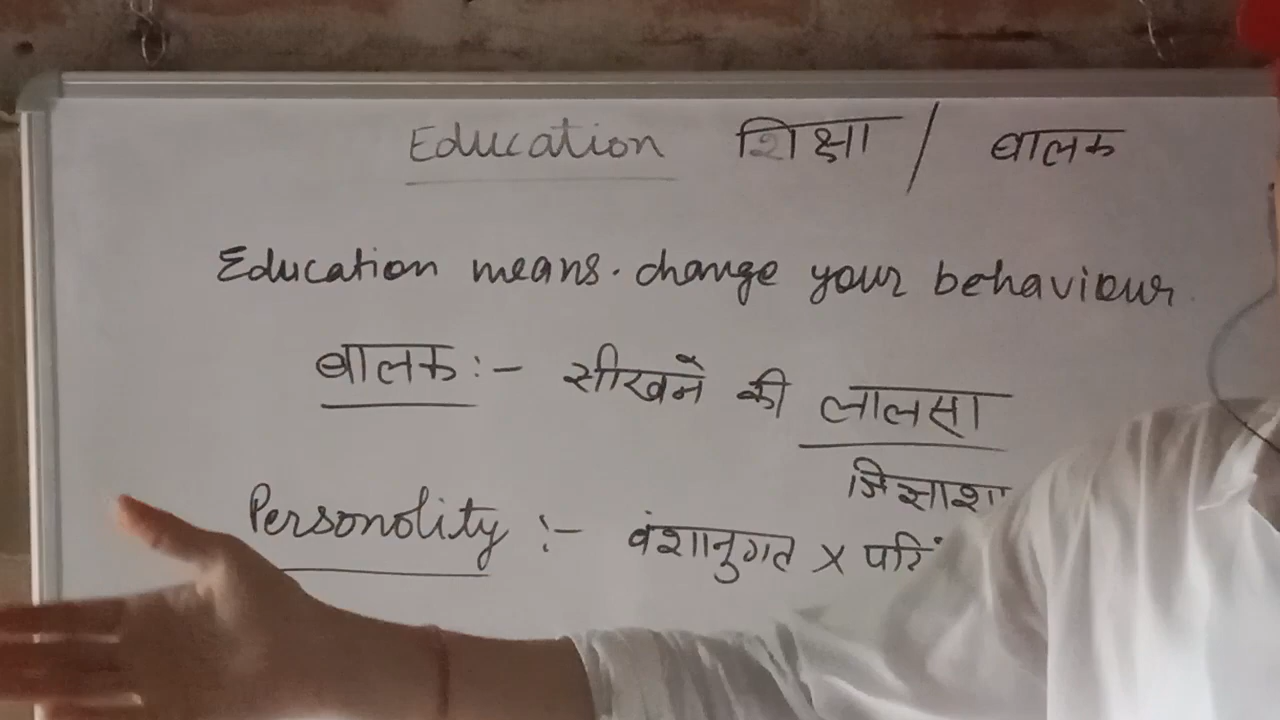 Education शिक्षा / बालक
Education means. change your behaviour
बालक :- सीखने की लालसा
जिज्ञाशा
Personolity :- वंशानुगत X